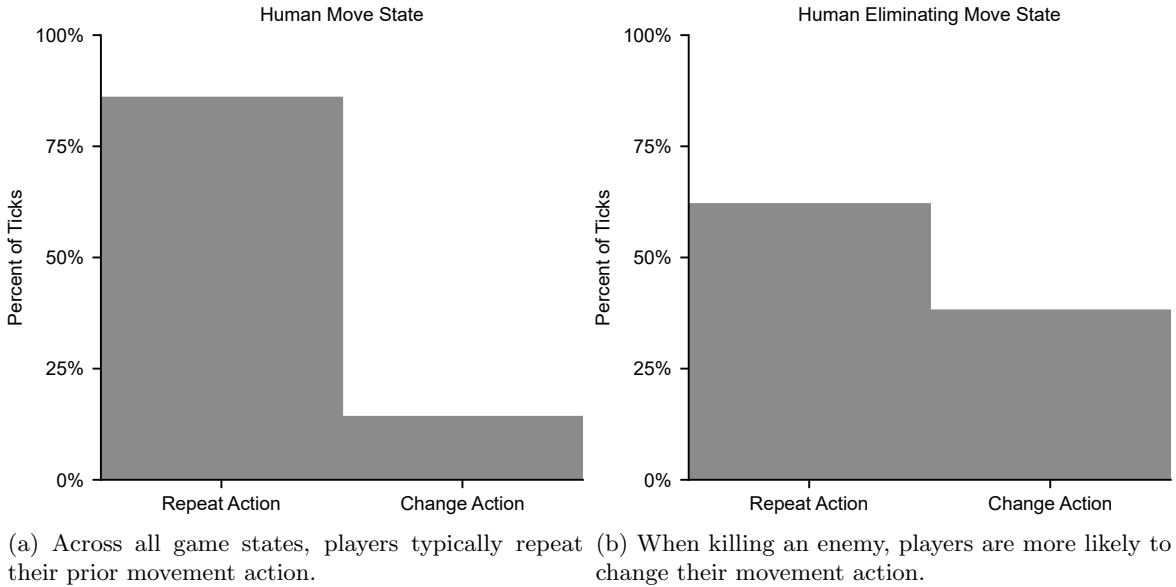 Human Move State
100%
75%
50%
25%
0%
Percent of Ticks
Repeat Action
Change Action
(a) Across all game states, players typically repeat
their prior movement action.
Human Eliminating Move State
100%
75%
50%
25%
0%
Percent of Ticks
Repeat Action
Change Action
(b) When killing an enemy, players are more likely to
change their movement action.